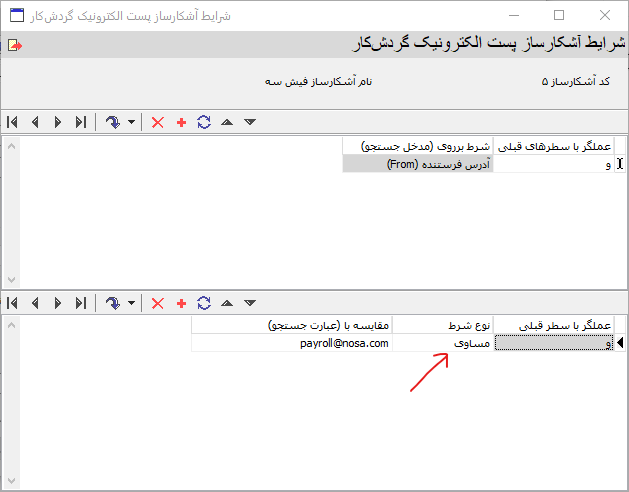 شرایط آشکارساز پست الکترونیک گردش‌کار
شرایط آشکارساز پست الکترونیک گردش‌کار
کد آشکارساز ۵ نام آشکارساز فیش سه
عملگر با سطرهای قبلی شرط برروی (مدخل جستجو)
و آدرس فرستنده (From)
عملگر با سطر قبلی نوع شرط مقایسه با (عبارت جستجو)
و مساوی payroll@nosa.com